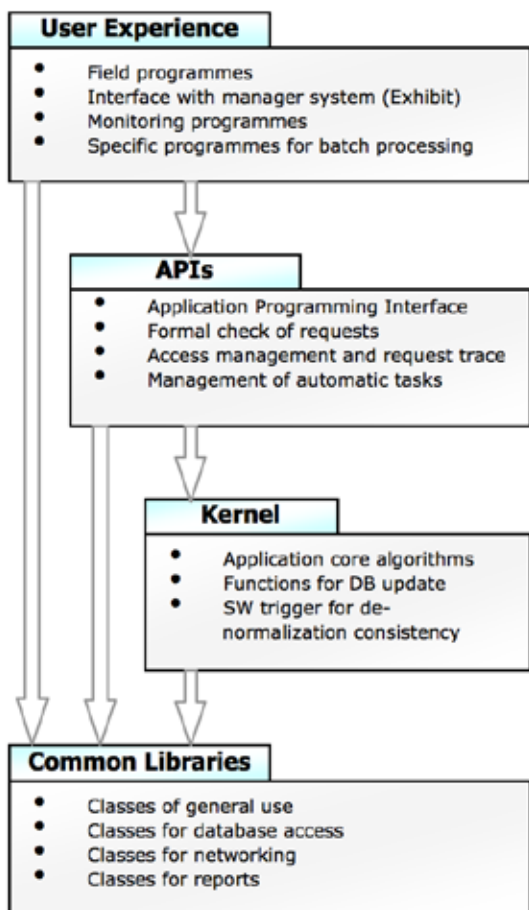 User Experience
• Field programmes
• Interface with manager system (Exhibit)
• Monitoring programmes
• Specific programmes for batch processing
APIs
• Application Programming Interface
• Formal check of requests
• Access management and request trace
• Management of automatic tasks
Kernel
• Application core algorithms
• Functions for DB update
• SW trigger for de-
normalization consistency
Common Libraries
• Classes of general use
• Classes for database access
• Classes for networking
• Classes for reports